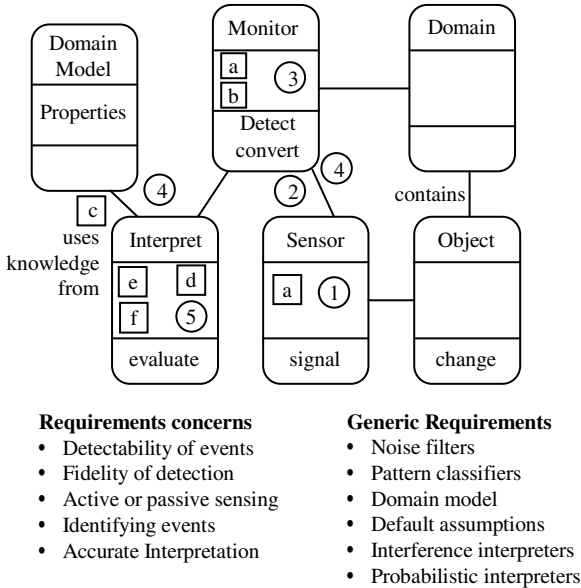 Domain
Model
Properties
c
4
uses
knowledge
from
Monitor
a
b
3
Detect
convert
2
4
Domain
contains
Interpret
e
d
f
5
evaluate
Sensor
a
1
signal
Object
change
Requirements concerns
• Detectability of events
• Fidelity of detection
• Active or passive sensing
• Identifying events
• Accurate Interpretation
Generic Requirements
• Noise filters
• Pattern classifiers
• Domain model
• Default assumptions
• Interference interpreters
• Probabilistic interpreters